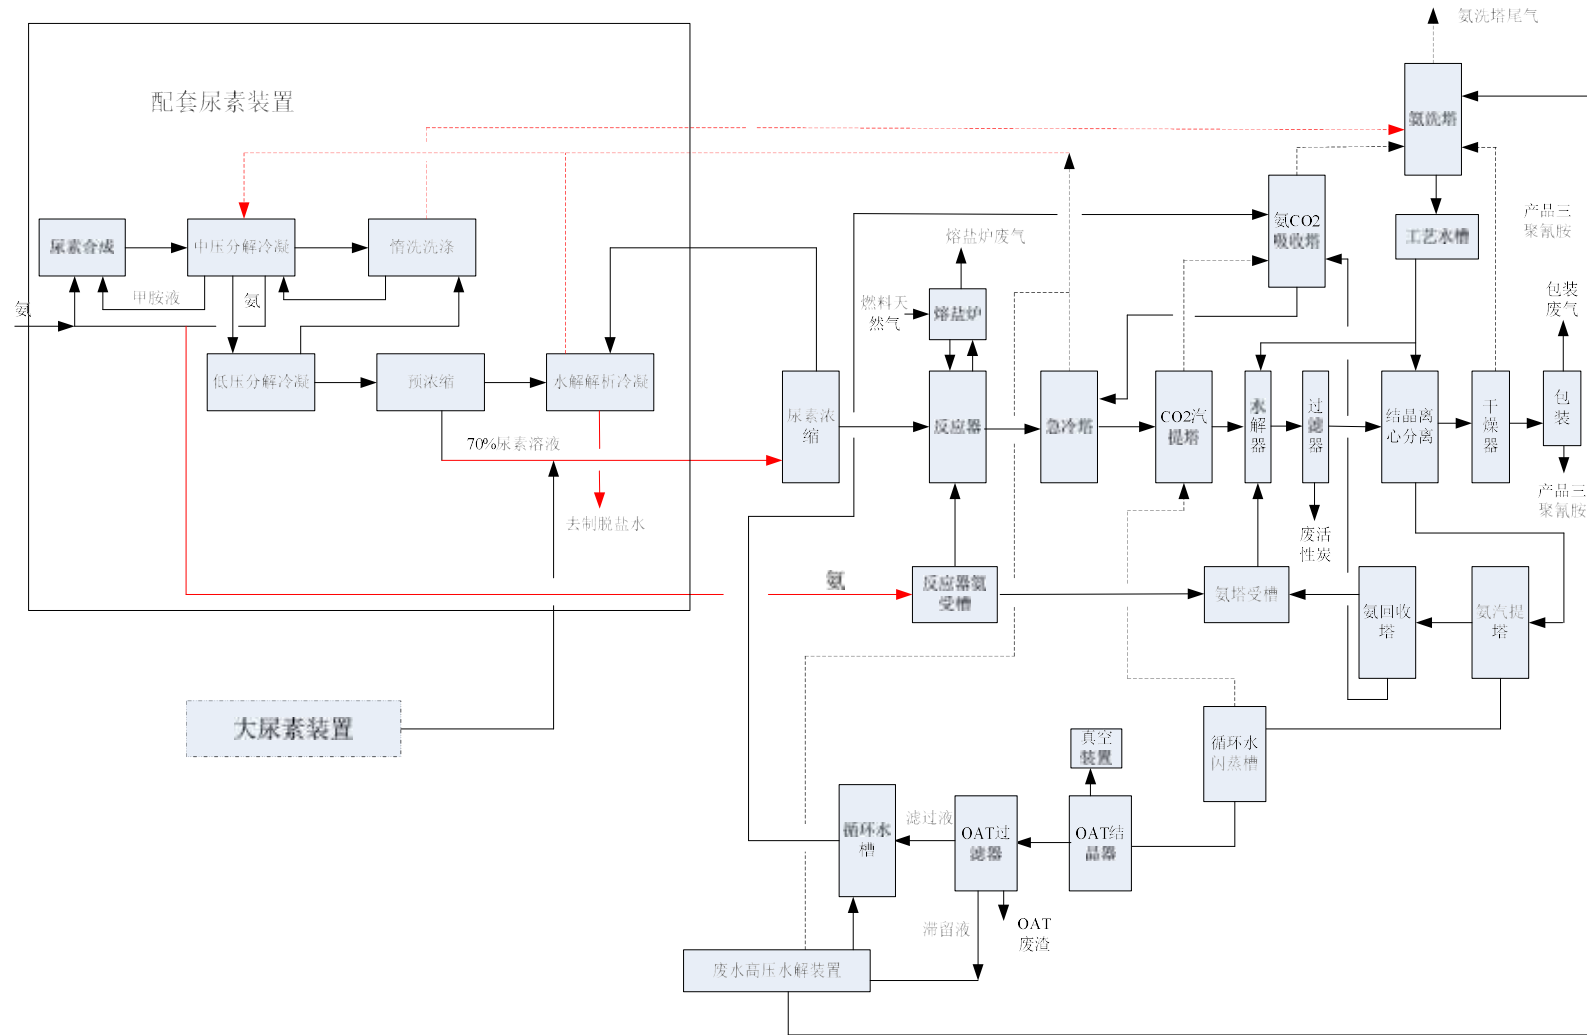 氨洗塔尾气
配套尿素装置
氨洗塔
氨CO2
吸收塔
产品三
聚氰胺
尿素合成
中压分解冷凝
惰洗洗涤
工艺水槽
熔盐炉废气
甲胺液
氨
氨
燃料天
然气
熔盐炉
包装
废气
低压分解冷凝
预浓缩
水解解析冷凝
尿素浓
缩
反应器
急冷塔
CO2汽
提塔
水
解
器
过
滤
器
结晶离
心分离
干
燥
器
包
装
70%尿素溶液
产品三
聚氰胺
去制脱盐水
废活
性炭
氨
反应器氨
受槽
氨塔受槽
氨回收
塔
氨汽提
塔
大尿素装置
真空
装置
循环水
闪蒸槽
循环水
槽
滤过液
OAT过
滤器
OAT结
晶器
滞留液
OAT
废渣
废水高压水解装置